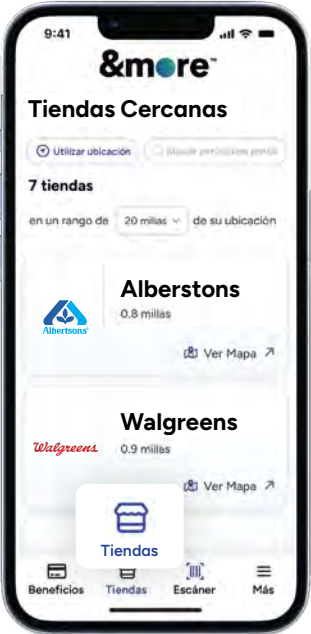 9:41
&more™
Tiendas Cercanas
Utilizar ubicación
7 tiendas
en un rango de 20 millas de su ubicación
Alberstons
0.8 millas
Albertsons
Ver Mapa
Walgreens
Walgreens 0.9 millas
Ver Mapa
Tiendas
Beneficios Tiendas Escáner Más